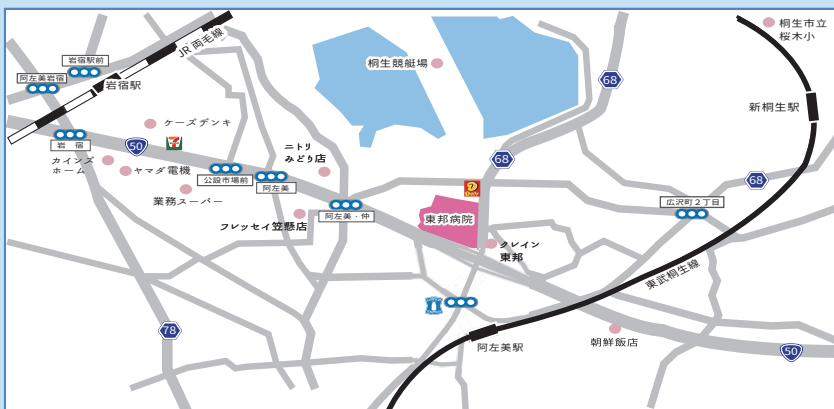 桐生市立
桜木小
JR両毛線
岩宿駅前
桐生競艇場
阿左美岩宿
岩宿駅
68
新桐生駅
ケーズデンキ
50
岩 宿
7
ニトリ
みどり店
68
カインズ
ホーム
ヤマダ電機
公設市場前
阿左美
68
業務スーパー
広沢町2丁目
阿左美・仲
フレッセイ笠懸店
東邦病院
クレイン
東邦
東武桐生線
78
阿左美駅
朝鮮飯店
50